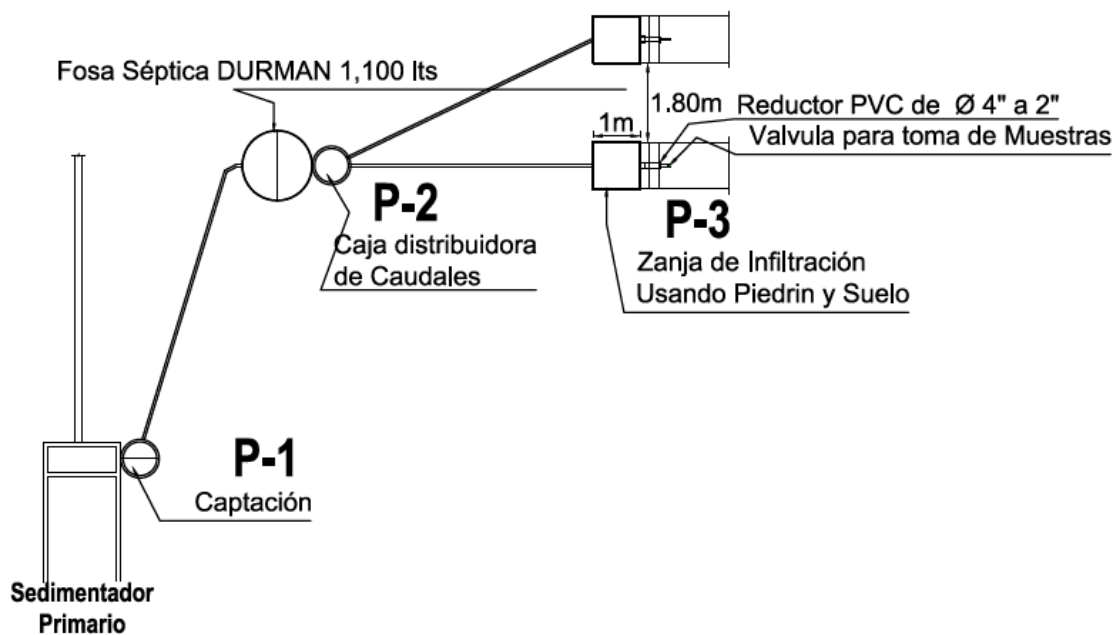 Fosa Séptica DURMAN 1,100 lts
1.80m
Reductor PVC de Ø 4" a 2"
1m
Valvula para toma de Muestras
P-2
Caja distribuidora
de Caudales
P-3
Zanja de Infiltración
Usando Piedrin y Suelo
P-1
Captación
Sedimentador
Primario